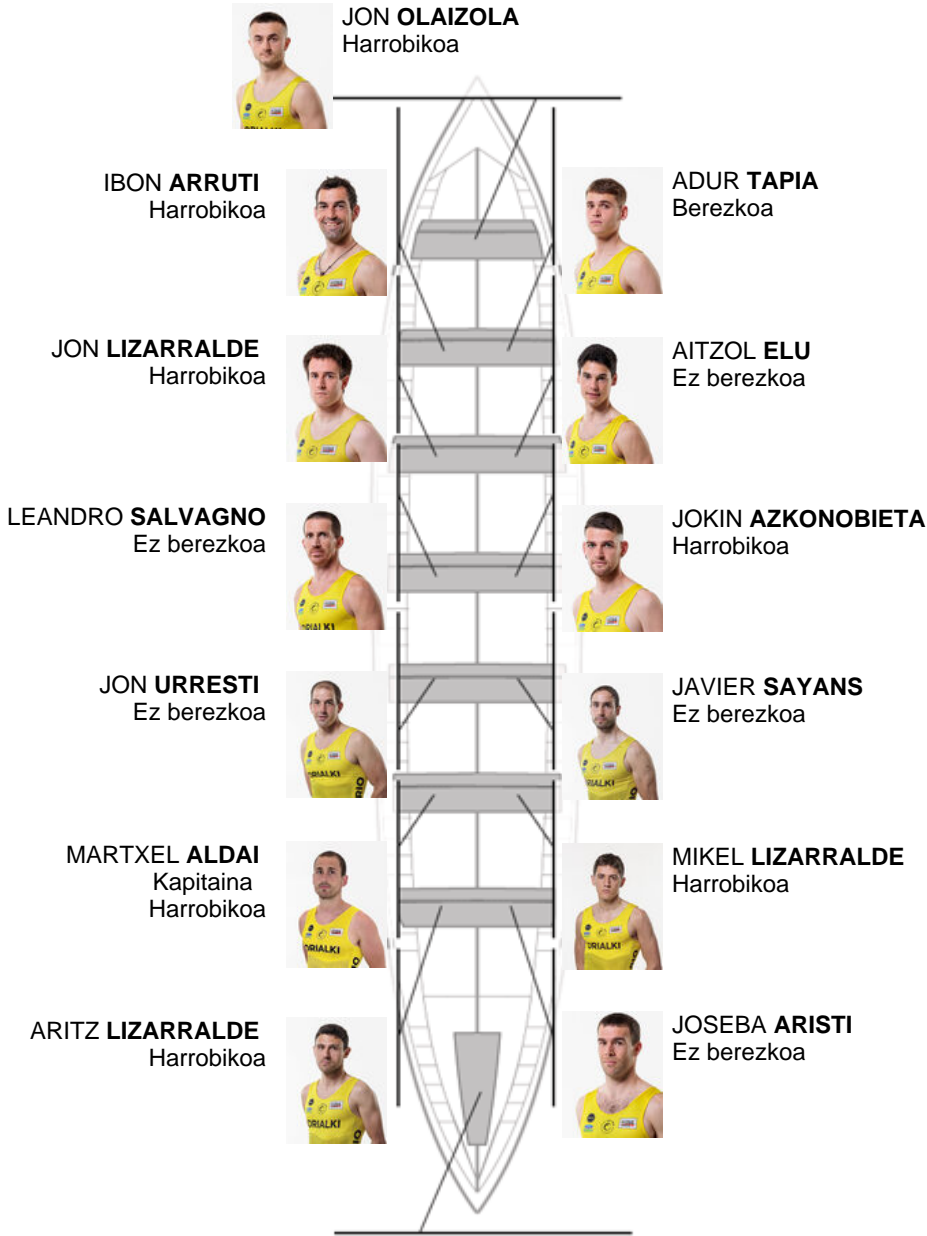 JON OLAIZOLA
Harrobikoa
IBON ARRUTI
Harrobikoa
ADUR TAPIA
Berezkoa
JON LIZARRALDE
Harrobikoa
AITZOL ELU
Ez berezkoa
LEANDRO SALVAGNO
Ez berezkoa
JOKIN AZKONOBIETA
Harrobikoa
JON URRESTI
Ez berezkoa
JAVIER SAYANS
Ez berezkoa
MARTXEL ALDAI
Kapitaina
Harrobikoa
MIKEL LIZARRALDE
Harrobikoa
ARITZ LIZARRALDE
Harrobikoa
JOSEBA ARISTI
Ez berezkoa